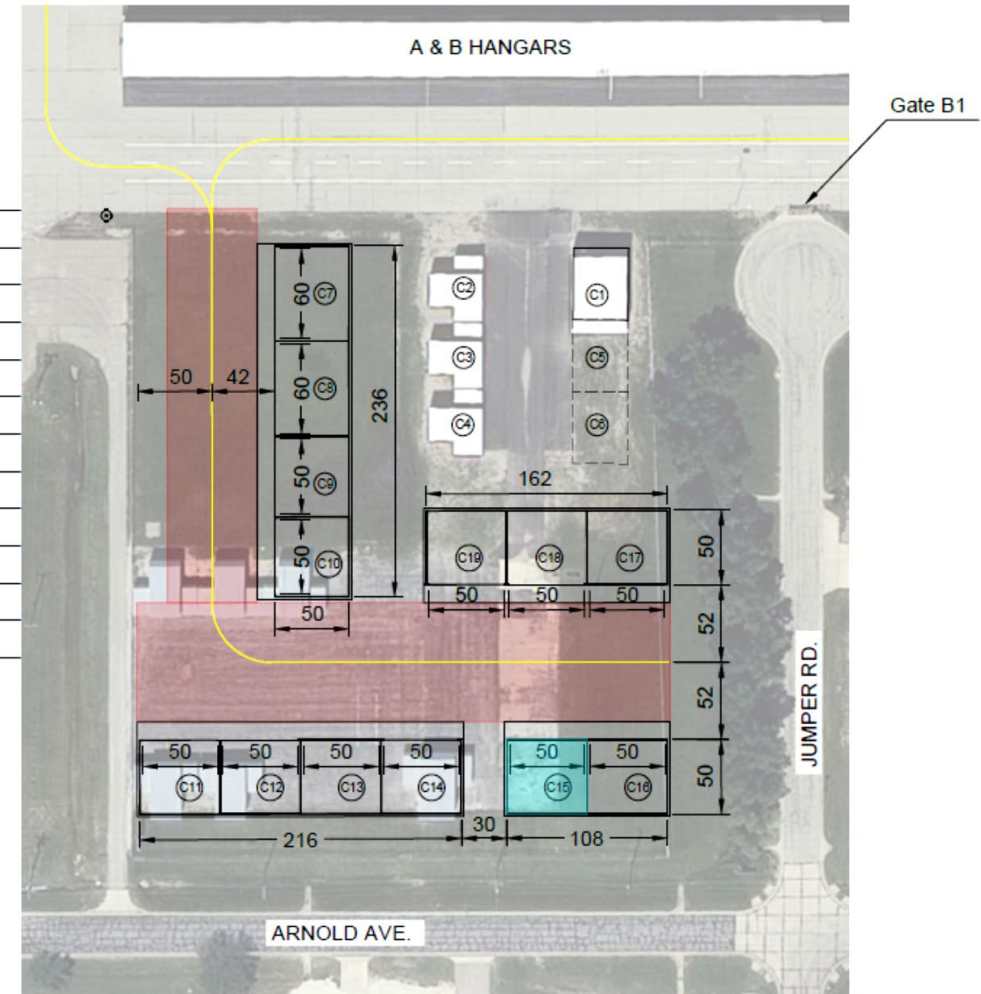 A & B HANGARS
Gate B1
60
C7
C2
C1
236
C3
C5
50
42
60
C8
C4
C6
50
C9
162
50
C10
C19
C18
C17
50
50
50
50
50
52
JUMPER RD.
52
50
50
50
50
50
50
C11
C12
C13
C14
C15
C16
50
216
30
108
ARNOLD AVE.